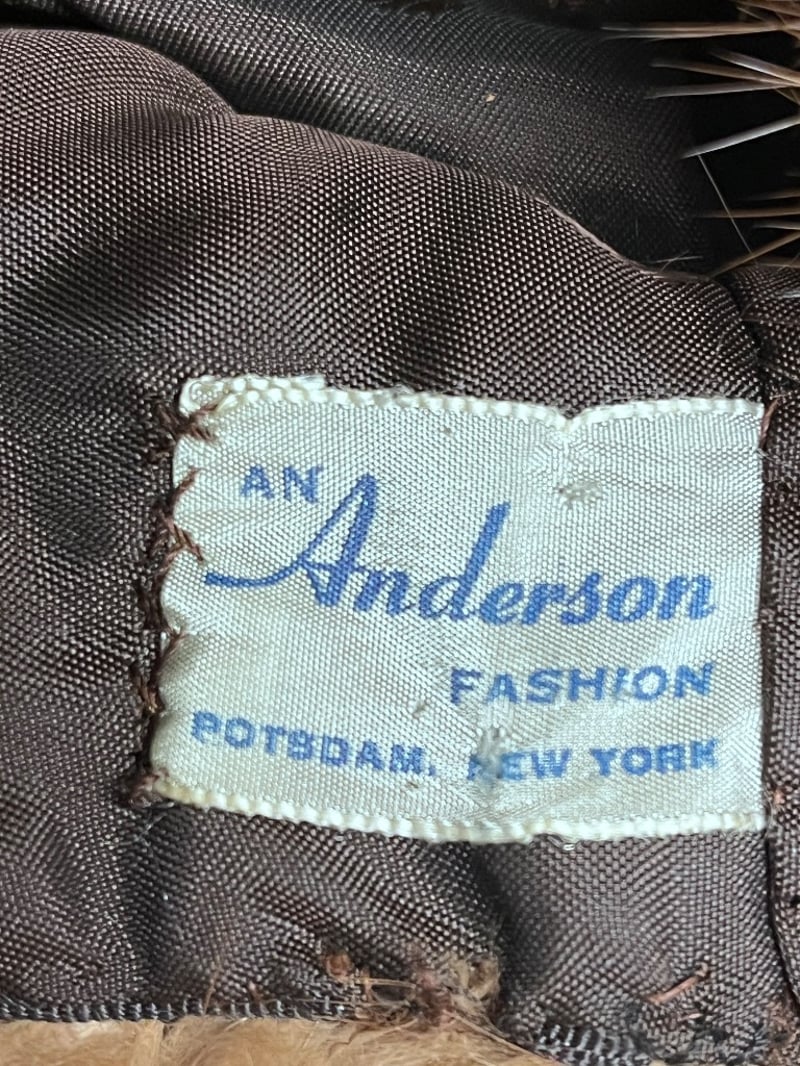 AN
Anderson
FASHION
POTSDAM, NEW YORK